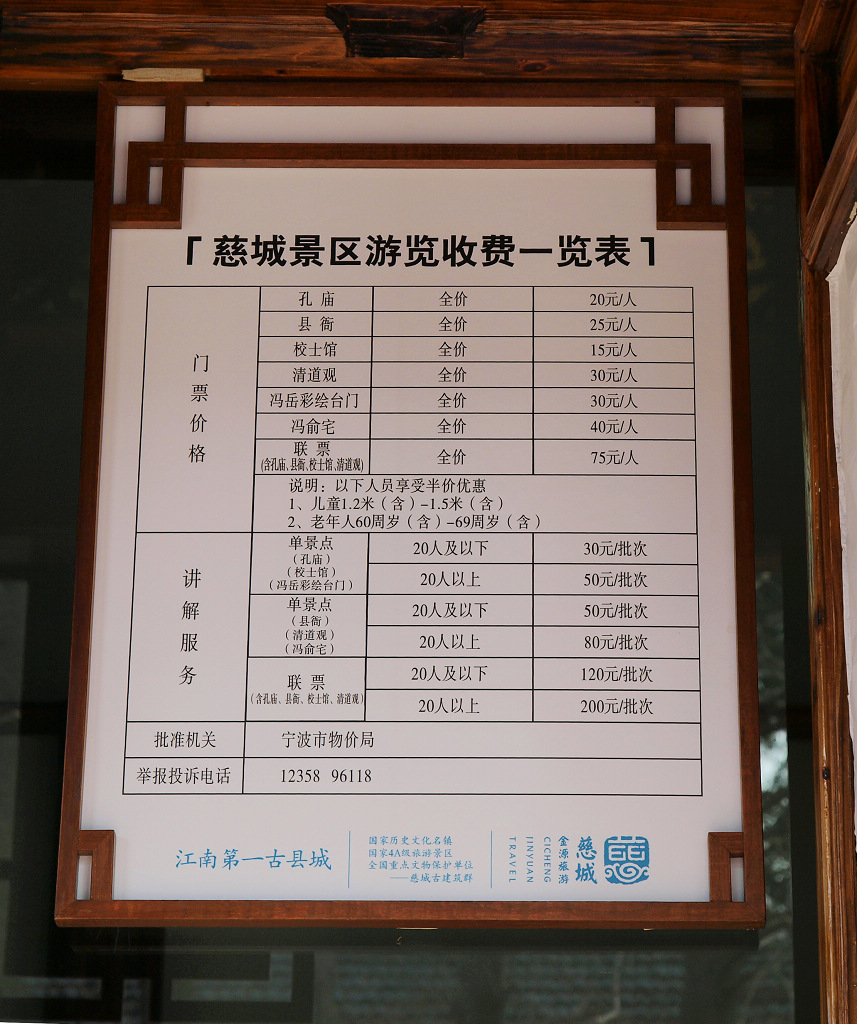 「慈城景区游览收费一览表」
门票价格
孔 庙 全价 20元/人
县 衙 全价 25元/人
校士馆 全价 15元/人
清道观 全价 30元/人
冯岳彩绘台门 全价 30元/人
冯俞宅 全价 40元/人
联 票
(含孔庙、县衙、校士馆、清道观) 全价 75元/人
说明：以下人员享受半价优惠
1、儿童1.2米（含）-1.5米（含）
2、老年人60周岁（含）-69周岁（含）
讲解服务
单景点
（孔庙）
（校士馆）
（冯岳彩绘台门）
20人及以下 30元/批次
20人以上 50元/批次
单景点
（县衙）
（清道观）
（冯俞宅）
20人及以下 50元/批次
20人以上 80元/批次
联 票
（含孔庙、县衙、校士馆、清道观）
20人及以下 120元/批次
20人以上 200元/批次
批准机关 宁波市物价局
举报投诉电话 12358 96118
江南第一古县城
国家历史文化名镇
国家4A级旅游景区
全国重点文物保护单位
——慈城古建筑群
慈城
金源旅游
CICHENG
JINYUAN
TRAVEL